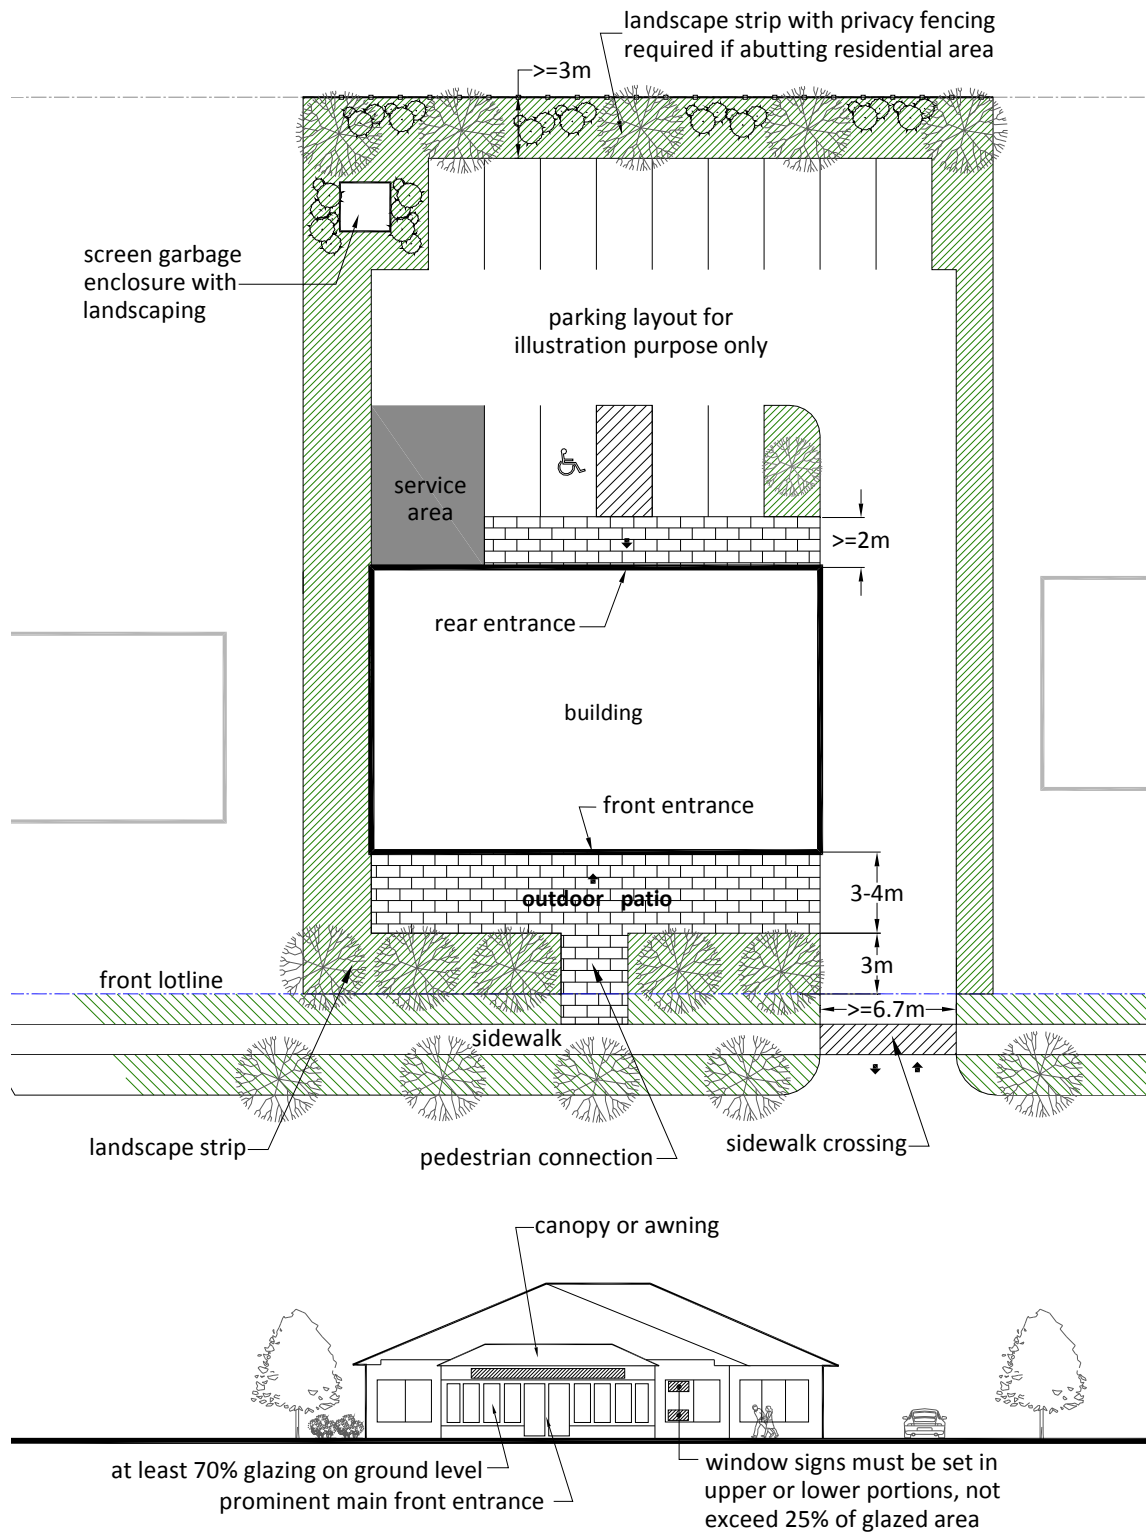 landscape strip with privacy fencing
required if abutting residential area
>=3m
screen garbage
enclosure with
landscaping
parking layout for
illustration purpose only
service
area
>=2m
rear entrance
building
front entrance
outdoor patio
3-4m
3m
front lotline
>=6.7m
sidewalk
landscape strip
pedestrian connection
sidewalk crossing
canopy or awning
at least 70% glazing on ground level
prominent main front entrance
window signs must be set in
upper or lower portions, not
exceed 25% of glazed area